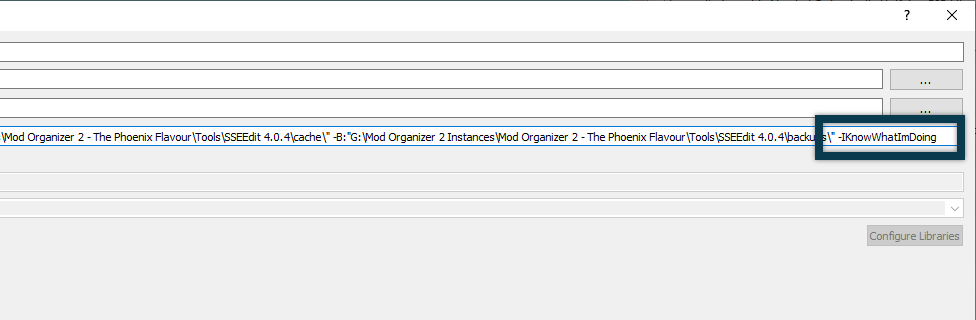 ?
...
...
\Mod Organizer 2 - The Phoenix Flavour\Tools\SSEEdit 4.0.4\cache\" -B:"G:\Mod Organizer 2 Instances\Mod Organizer 2 - The Phoenix Flavour\Tools\SSEEdit 4.0.4\backups\" -IKnowWhatImDoing
Configure Libraries